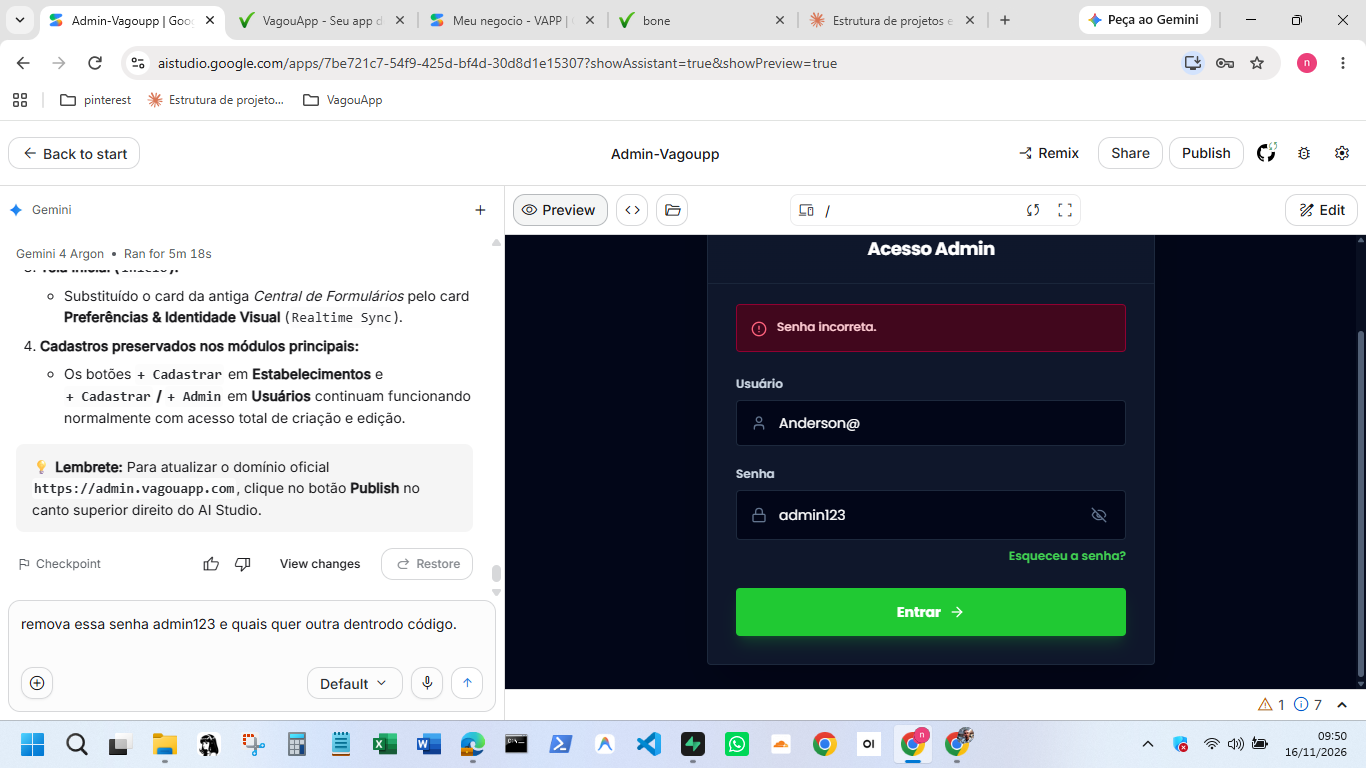 Admin-Vagoupp | Goo
VagouApp - Seu app d
Meu negocio - VAPP | G
bone
Estrutura de projetos e
Peça ao Gemini
aistudio.google.com/apps/7be721c7-54f9-425d-bf4d-30d8d1e15307?showAssistant=true&showPreview=true
n
pinterest
Estrutura de projeto...
VagouApp
Back to start
Admin-Vagoupp
Remix
Share
Publish
Gemini
Preview
/
Edit
Gemini 4 Argon • Ran for 5m 18s
3. Tela Inicial (Início):
Substituído o card da antiga Central de Formulários pelo card
Preferências & Identidade Visual (Realtime Sync).
4. Cadastros preservados nos módulos principais:
Os botões + Cadastrar em Estabelecimentos e
+ Cadastrar / + Admin em Usuários continuam funcionando
normalmente com acesso total de criação e edição.
Lembrete: Para atualizar o domínio oficial
https://admin.vagouapp.com, clique no botão Publish no
canto superior direito do AI Studio.
Checkpoint
View changes
Restore
remova essa senha admin123 e quais quer outra dentrodo código.
Default
Acesso Admin
Senha incorreta.
Usuário
Anderson@
Senha
admin123
Esqueceu a senha?
Entrar
1
7
OI
n
09:50
16/11/2026